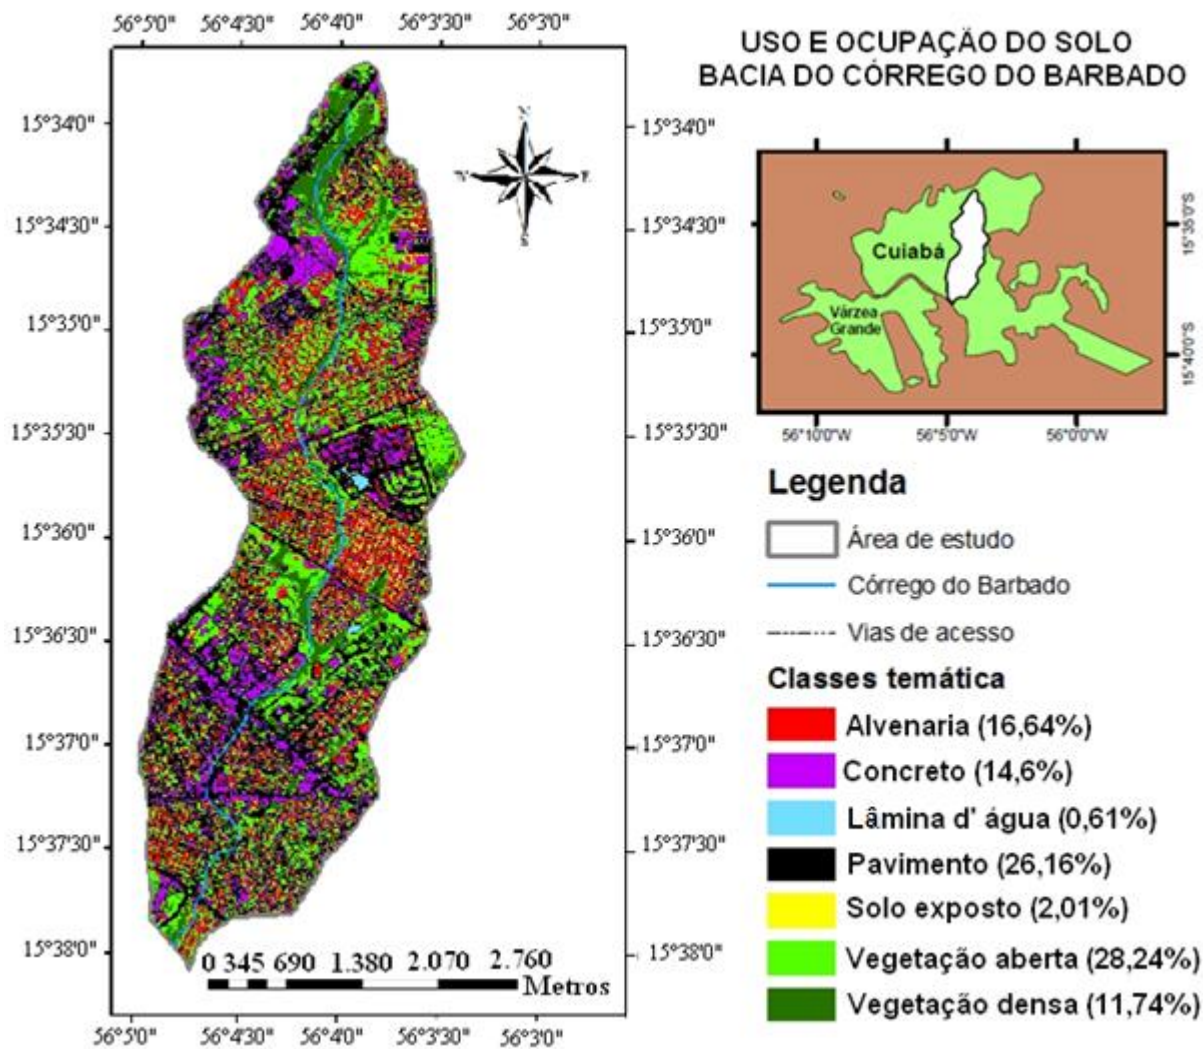 56°5'0" 56°4'30" 56°4'0" 56°3'30" 56°3'0"
USO E OCUPAÇÃO DO SOLO
BACIA DO CÓRREGO DO BARBADO
15°34'0"
15°34'30"
15°35'0"
15°35'30"
15°36'0"
15°36'30"
15°37'0"
15°37'30"
15°38'0"
N
E
S
15°34'0"
15°34'30"
15°35'0"
15°35'30"
15°36'0"
15°36'30"
15°37'0"
15°37'30"
15°38'0"
0 345 690 1.380 2.070 2.760
Metros
56°5'0" 56°4'30" 56°4'0" 56°3'30" 56°3'0"
Cuiabá
Várzea
Grande
15°35'0"S
15°40'0"S
56°10'0"W 56°5'0"W 56°0'0"W
Legenda
Área de estudo
Córrego do Barbado
Vias de acesso
Classes temática
Alvenaria (16,64%)
Concreto (14,6%)
Lâmina d' água (0,61%)
Pavimento (26,16%)
Solo exposto (2,01%)
Vegetação aberta (28,24%)
Vegetação densa (11,74%)